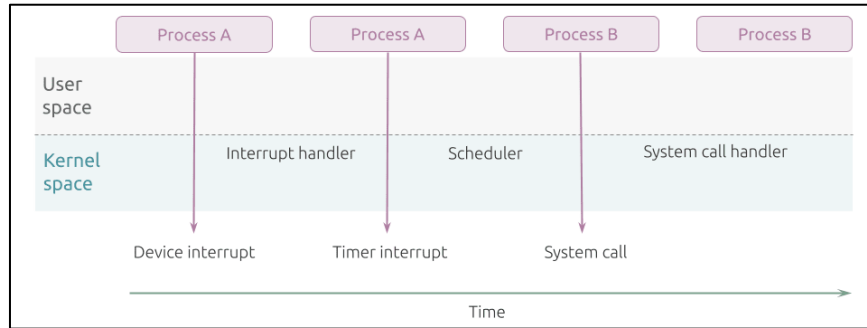 Process A
Process A
Process B
Process B
User
space
Kernel
space
Interrupt handler
Scheduler
System call handler
Device interrupt
Timer interrupt
System call
Time